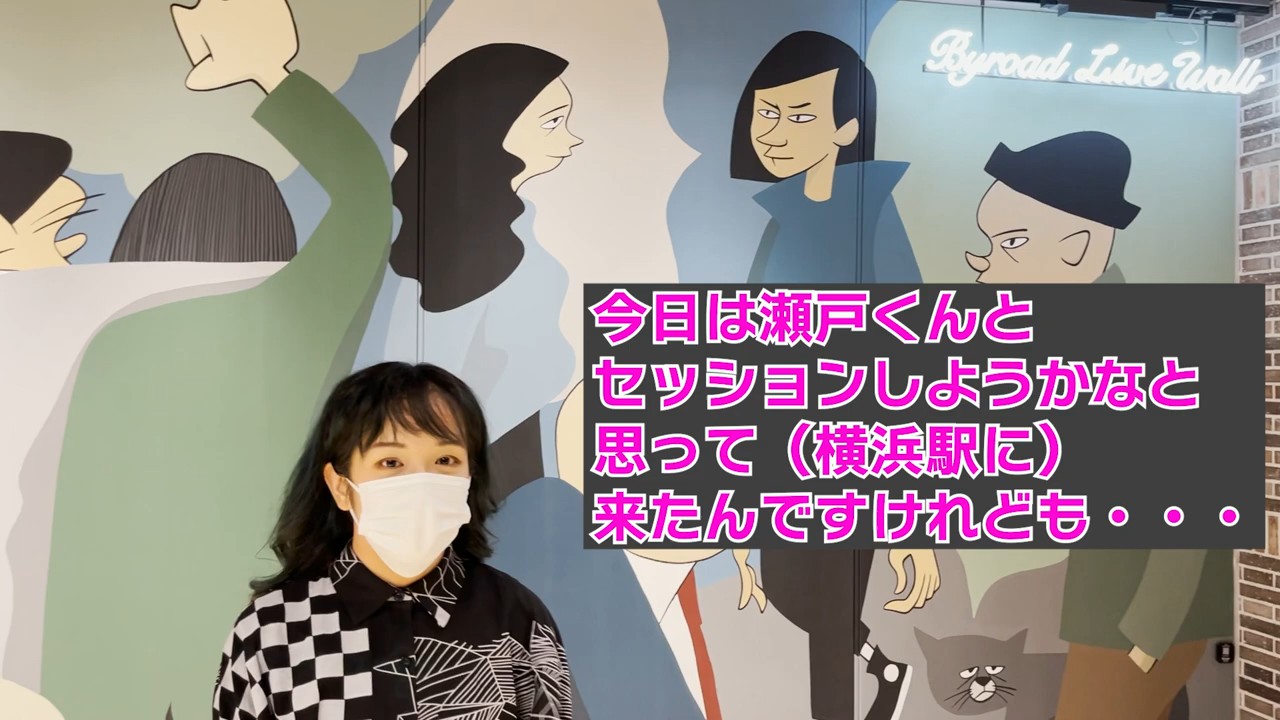 Byroad Live Wall
今日は瀬戸くんと
セッションしようかなと
思って（横浜駅に）
来たんですけれども・・・